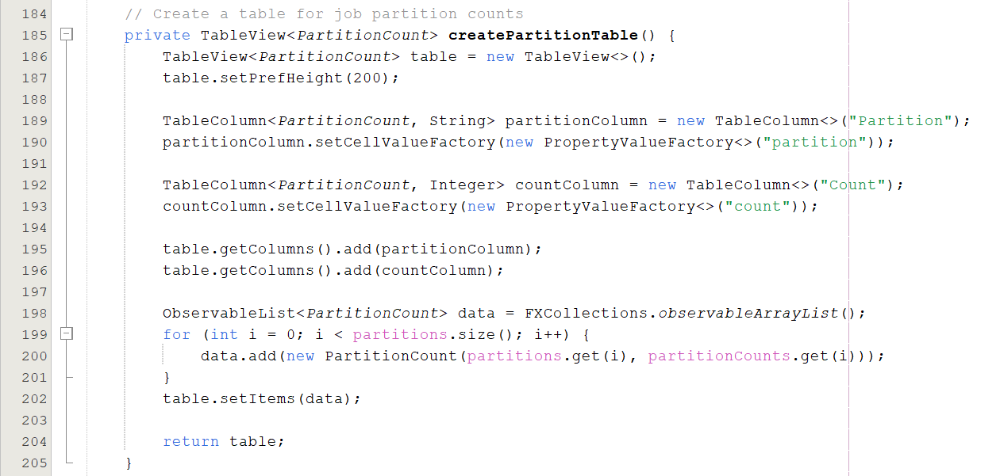 184 // Create a table for job partition counts
185 private TableView<PartitionCount> createPartitionTable() {
186 TableView<PartitionCount> table = new TableView<>();
187 table.setPrefHeight(200);
188
189 TableColumn<PartitionCount, String> partitionColumn = new TableColumn<>("Partition");
190 partitionColumn.setCellValueFactory(new PropertyValueFactory<>("partition"));
191
192 TableColumn<PartitionCount, Integer> countColumn = new TableColumn<>("Count");
193 countColumn.setCellValueFactory(new PropertyValueFactory<>("count"));
194
195 table.getColumns().add(partitionColumn);
196 table.getColumns().add(countColumn);
197
198 ObservableList<PartitionCount> data = FXCollections.observableArrayList();
199 for (int i = 0; i < partitions.size(); i++) {
200 data.add(new PartitionCount(partitions.get(i), partitionCounts.get(i)));
201 }
202 table.setItems(data);
203
204 return table;
205 }